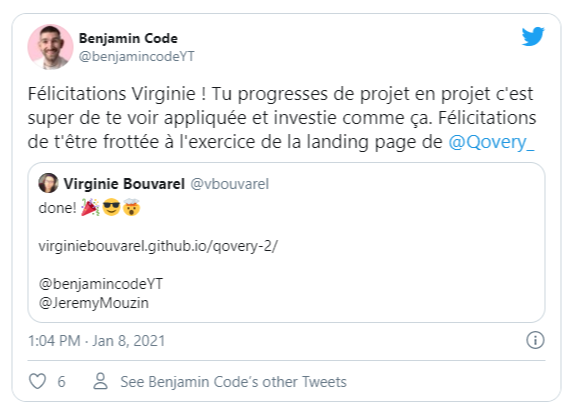 Benjamin Code
@benjamincodeYT
Félicitations Virginie ! Tu progresses de projet en projet c'est
super de te voir appliquée et investie comme ça. Félicitations
de t'être frottée à l'exercice de la landing page de @Qovery_
Virginie Bouvarel @vbouvarel
done! 🎉😎🤯
virginiebouvarel.github.io/qovery-2/
@benjamincodeYT
@JeremyMouzin
1:04 PM · Jan 8, 2021
6 See Benjamin Code's other Tweets